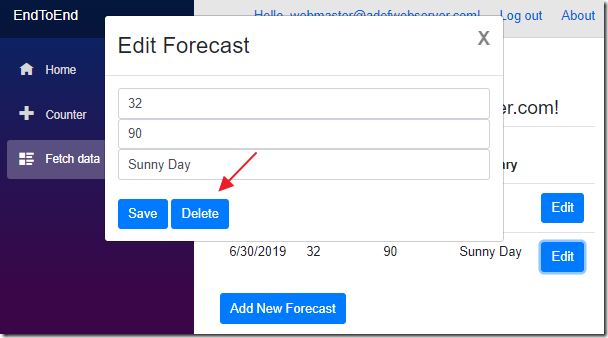 EndToEnd
Hello, webmaster@adefwebserver.com! Log out About
Edit Forecast X
Home
32
er.com!
Counter
90
Fetch data
Sunny Day
ary
Save Delete
Edit
6/30/2019 32 90 Sunny Day Edit
Add New Forecast